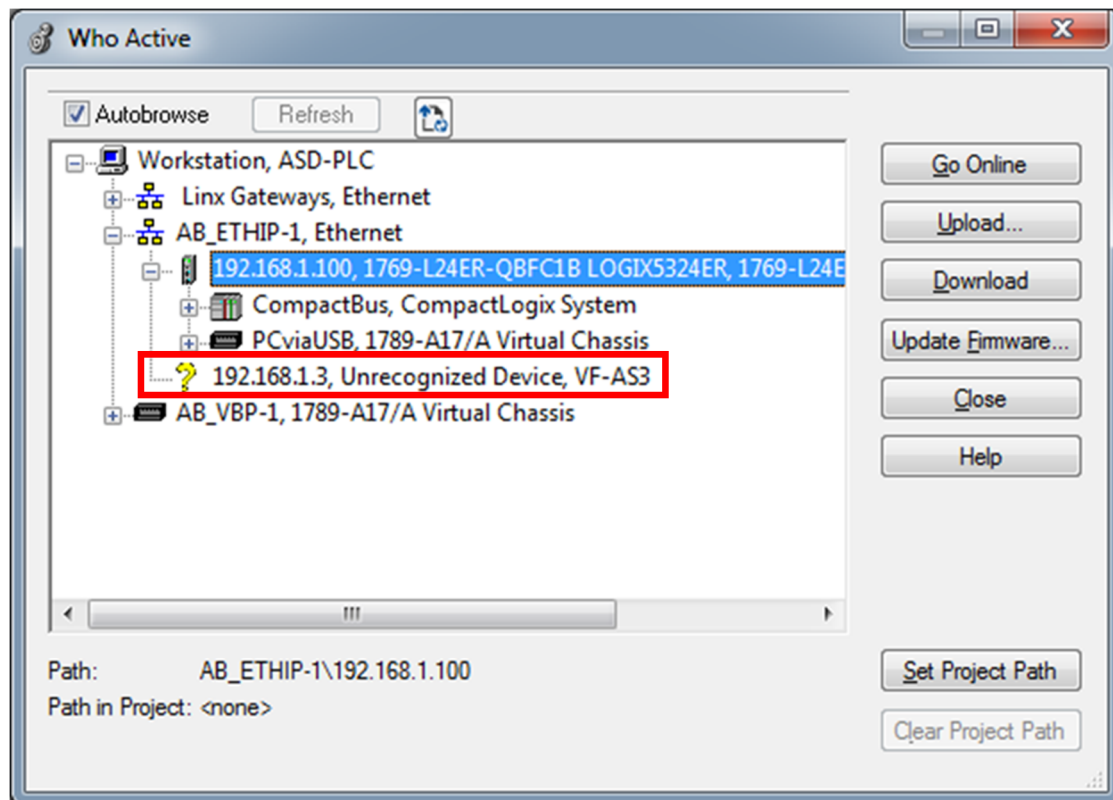 Who Active
Autobrowse Refresh
Workstation, ASD-PLC
Linx Gateways, Ethernet
AB_ETHIP-1, Ethernet
192.168.1.100, 1769-L24ER-QBFC1B LOGIX5324ER, 1769-L24E
CompactBus, CompactLogix System
PCviaUSB, 1789-A17/A Virtual Chassis
192.168.1.3, Unrecognized Device, VF-AS3
AB_VBP-1, 1789-A17/A Virtual Chassis
Go Online
Upload...
Download
Update Firmware...
Close
Help
Path: AB_ETHIP-1\192.168.1.100
Path in Project: <none>
Set Project Path
Clear Project Path